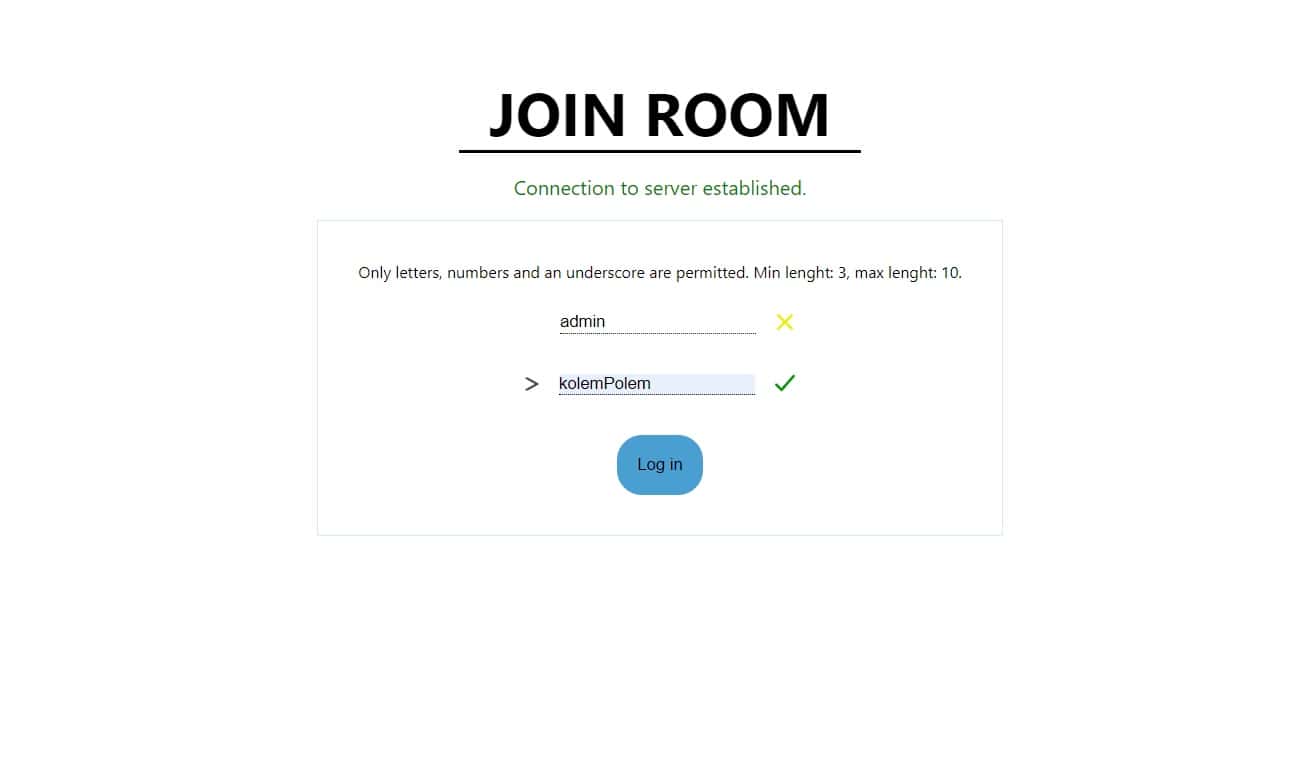 JOIN ROOM
Connection to server established.
Only letters, numbers and an underscore are permitted. Min lenght: 3, max lenght: 10.
admin
> kolemPolem
Log in